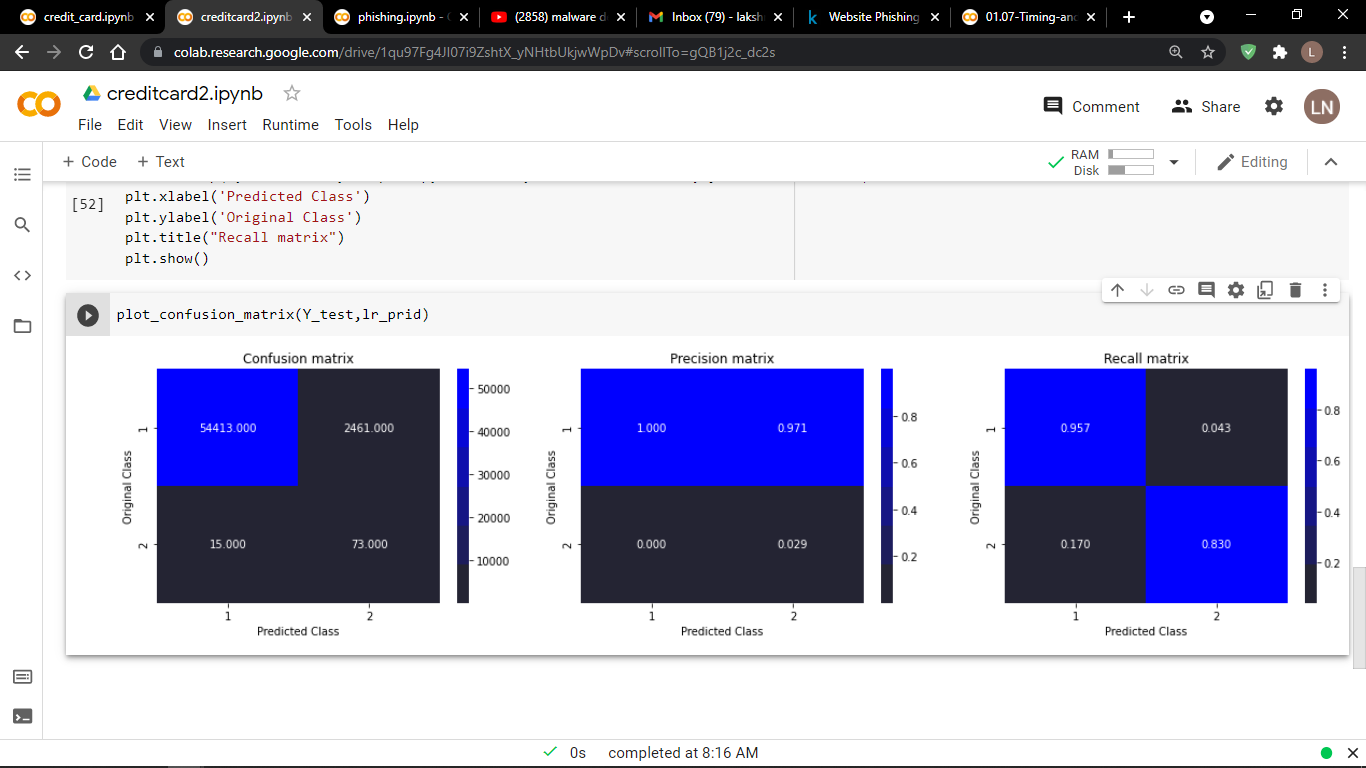 credit_card.ipynb
creditcard2.ipynb
phishing.ipynb -
(2858) malware d
Inbox (79) - laksh
Website Phishing
01.07-Timing-and
colab.research.google.com/drive/1qu97Fg4JI07i9ZshtX_yNHtbUkjwWpDv#scrollTo=gQB1j2c_dc2s
L
creditcard2.ipynb
Comment
Share
LN
File Edit View Insert Runtime Tools Help
+ Code + Text
RAM
Disk
Editing
[52]
plt.xlabel('Predicted Class')
plt.ylabel('Original Class')
plt.title("Recall matrix")
plt.show()
plot_confusion_matrix(Y_test,lr_prid)
Confusion matrix
Original Class
1
2
54413.000 2461.000
15.000 73.000
1 2
Predicted Class
50000
40000
30000
20000
10000
Precision matrix
Original Class
1
2
1.000 0.971
0.000 0.029
1 2
Predicted Class
0.8
0.6
0.4
0.2
Recall matrix
Original Class
1
2
0.957 0.043
0.170 0.830
1 2
Predicted Class
0.8
0.6
0.4
0.2
0s completed at 8:16 AM